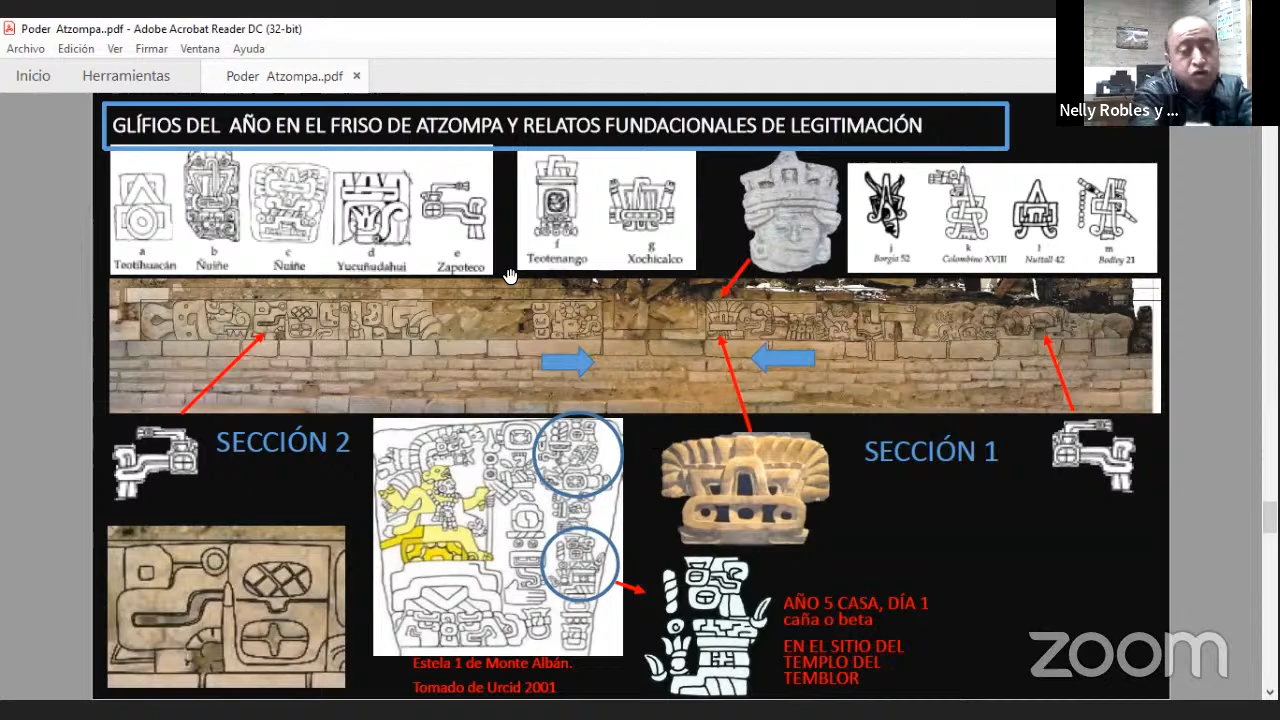 Poder Atzompa..pdf - Adobe Acrobat Reader DC (32-bit)
Archivo Edición Ver Firmar Ventana Ayuda
Inicio Herramientas Poder Atzompa..pdf ×
Nelly Robles y ...
GLÍFIOS DEL AÑO EN EL FRISO DE ATZOMPA Y RELATOS FUNDACIONALES DE LEGITIMACIÓN
a b c d e
Teotihuacán Ñuiñe Ñuiñe Yucuñudahui Zapoteco
f g
Teotenango Xochicalco
j k l m
Borgia 52 Colombino XVIII Nuttall 42 Bodley 21
SECCIÓN 2
SECCIÓN 1
AÑO 5 CASA, DÍA 1
caña o beta
EN EL SITIO DEL
TEMPLO DEL
TEMBLOR
Estela 1 de Monte Albán.
Tomado de Urcid 2001
zoom